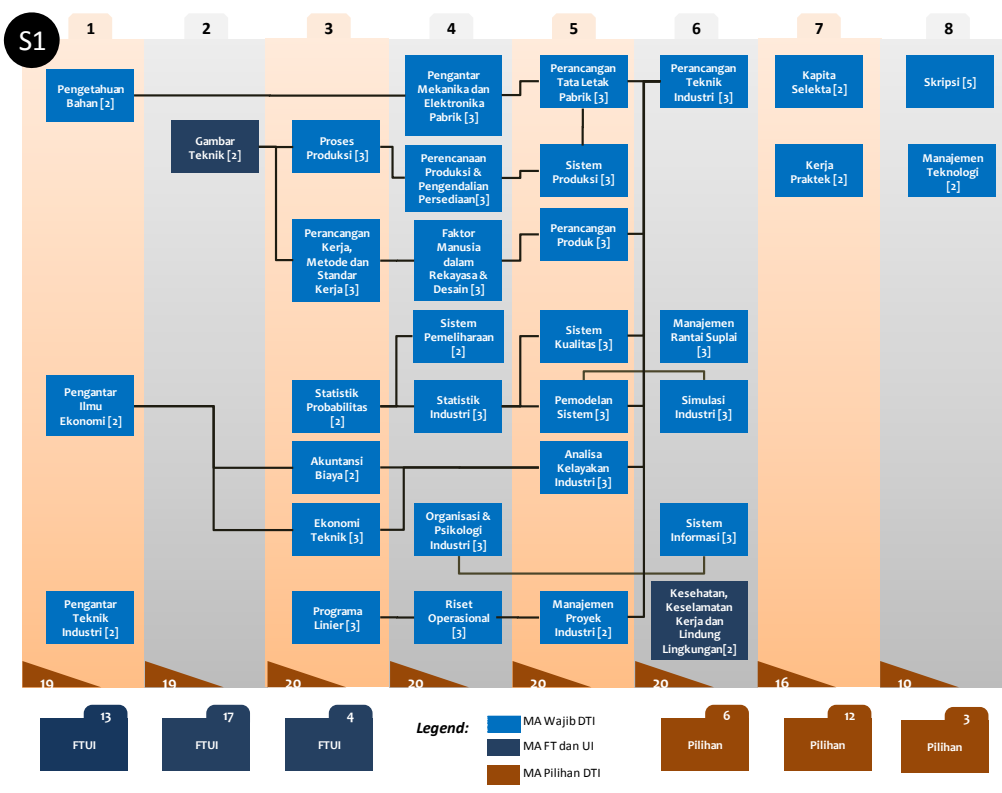 S1
1
2
3
4
5
6
7
8
Pengetahuan
Bahan [2]
Pengantar
Ilmu
Ekonomi [2]
Pengantar
Teknik
Industri [2]
Gambar
Teknik [2]
Proses
Produksi [3]
Perancangan
Kerja,
Metode dan
Standar
Kerja [3]
Statistik
Probabilitas
[2]
Akuntansi
Biaya [2]
Ekonomi
Teknik [3]
Programa
Linier [3]
Pengantar
Mekanika dan
Elektronika
Pabrik [3]
Perencanaan
Produksi &
Pengendalian
Persediaan[3]
Faktor
Manusia
dalam
Rekayasa &
Desain [3]
Sistem
Pemeliharaan
[2]
Statistik
Industri [3]
Organisasi &
Psikologi
Industri [3]
Riset
Operasional
[3]
Perancangan
Tata Letak
Pabrik [3]
Sistem
Produksi [3]
Perancangan
Produk [3]
Sistem
Kualitas [3]
Pemodelan
Sistem [3]
Analisa
Kelayakan
Industri [3]
Manajemen
Proyek
Industri [2]
Perancangan
Teknik
Industri [3]
Manajemen
Rantai Suplai
[3]
Simulasi
Industri [3]
Sistem
Informasi [3]
Kesehatan,
Keselamatan
Kerja dan
Lindung
Lingkungan[2]
Kapita
Selekta [2]
Kerja
Praktek [2]
Skripsi [5]
Manajemen
Teknologi
[2]
19
19
20
20
20
20
16
10
13
FTUI
17
FTUI
4
FTUI
Legend:
MA Wajib DTI
MA FT dan UI
MA Pilihan DTI
6
Pilihan
12
Pilihan
3
Pilihan